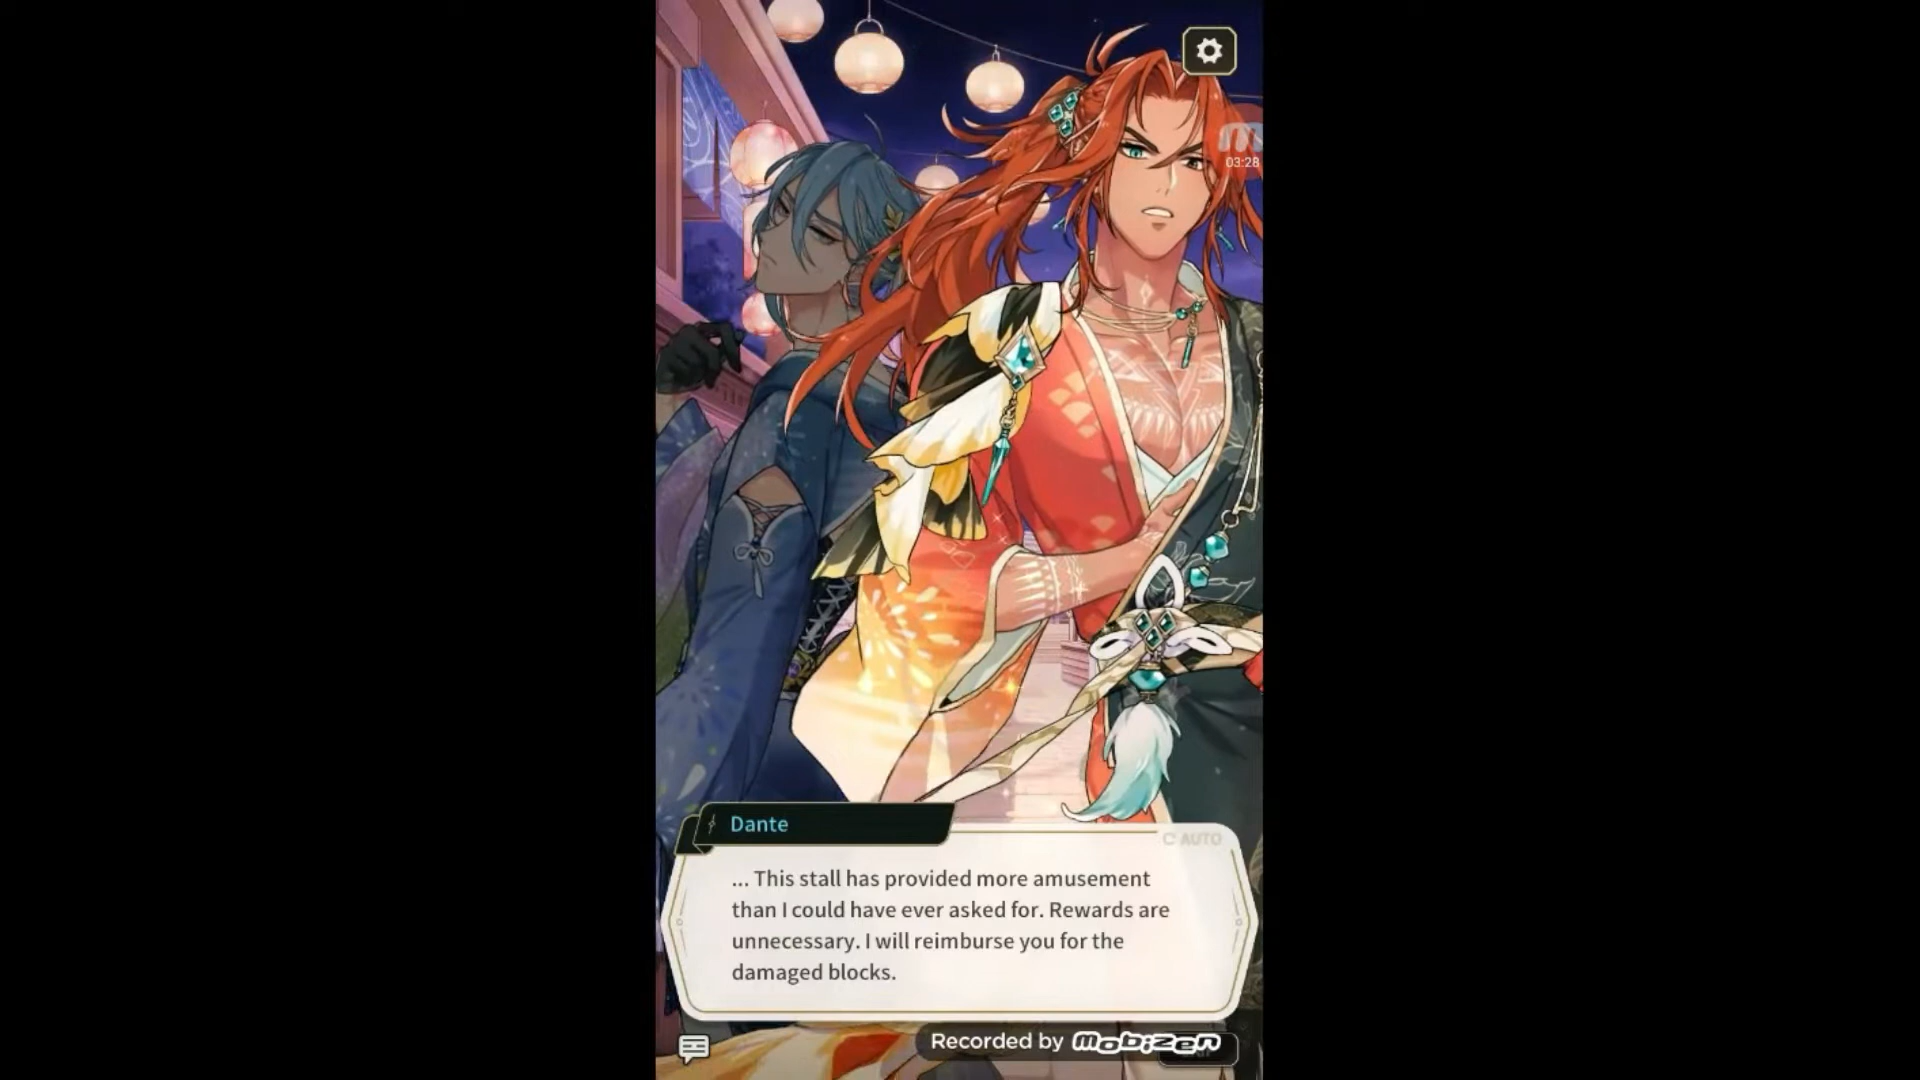 03:28
Dante
AUTO
... This stall has provided more amusement
than I could have ever asked for. Rewards are
unnecessary. I will reimburse you for the
damaged blocks.
Recorded by mobizen